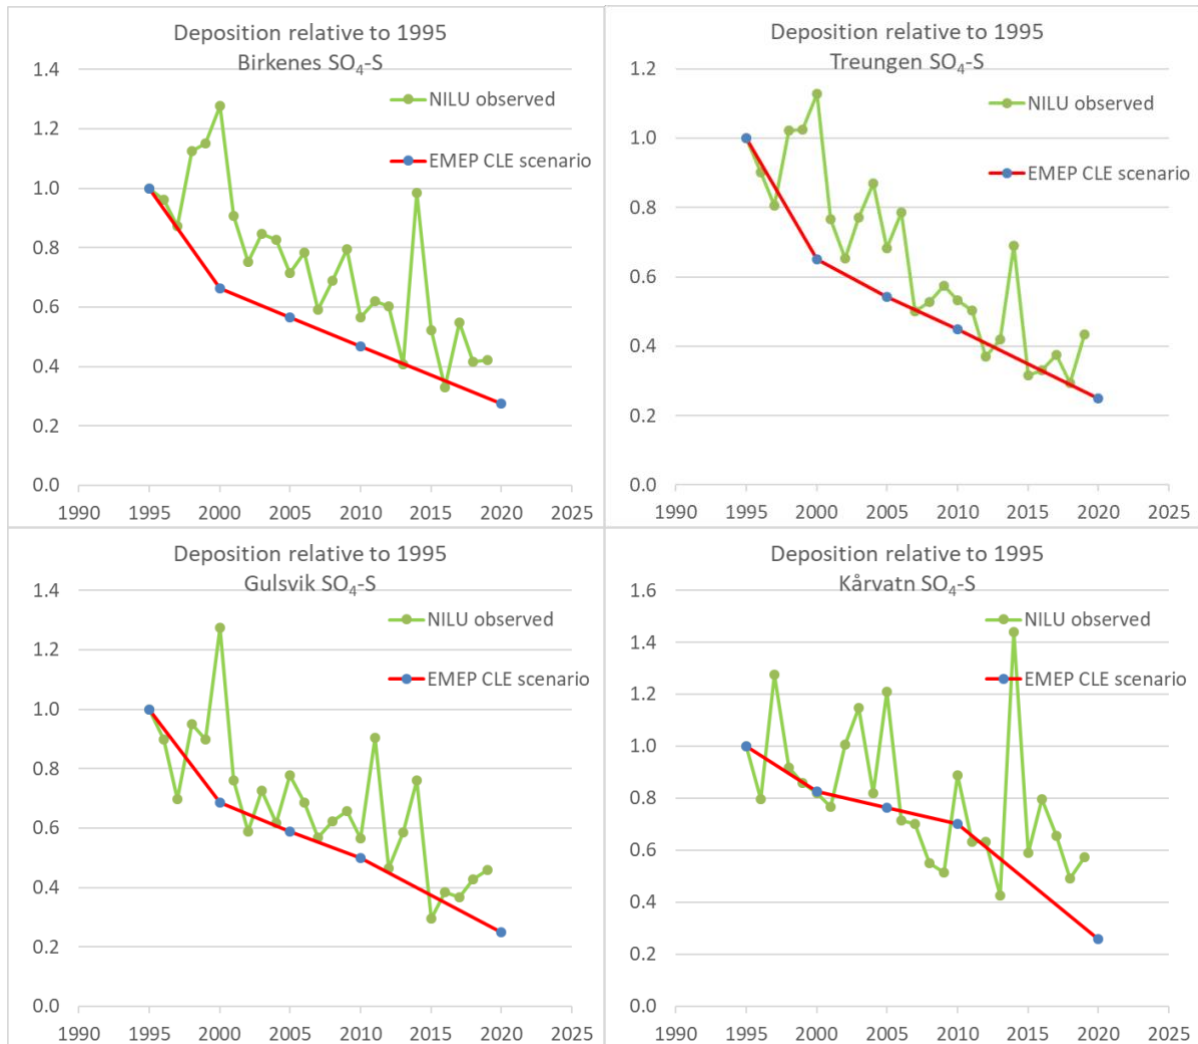 Deposition relative to 1995
Birkenes SO₄-S
1.4
1.2
1.0
0.8
0.6
0.4
0.2
0.0
NILU observed
EMEP CLE scenario
1990 1995 2000 2005 2010 2015 2020 2025
Deposition relative to 1995
Treungen SO₄-S
1.2
1.0
0.8
0.6
0.4
0.2
0.0
NILU observed
EMEP CLE scenario
1990 1995 2000 2005 2010 2015 2020 2025
Deposition relative to 1995
Gulsvik SO₄-S
1.4
1.2
1.0
0.8
0.6
0.4
0.2
0.0
NILU observed
EMEP CLE scenario
1990 1995 2000 2005 2010 2015 2020 2025
Deposition relative to 1995
Kårvatn SO₄-S
1.6
1.4
1.2
1.0
0.8
0.6
0.4
0.2
0.0
NILU observed
EMEP CLE scenario
1990 1995 2000 2005 2010 2015 2020 2025